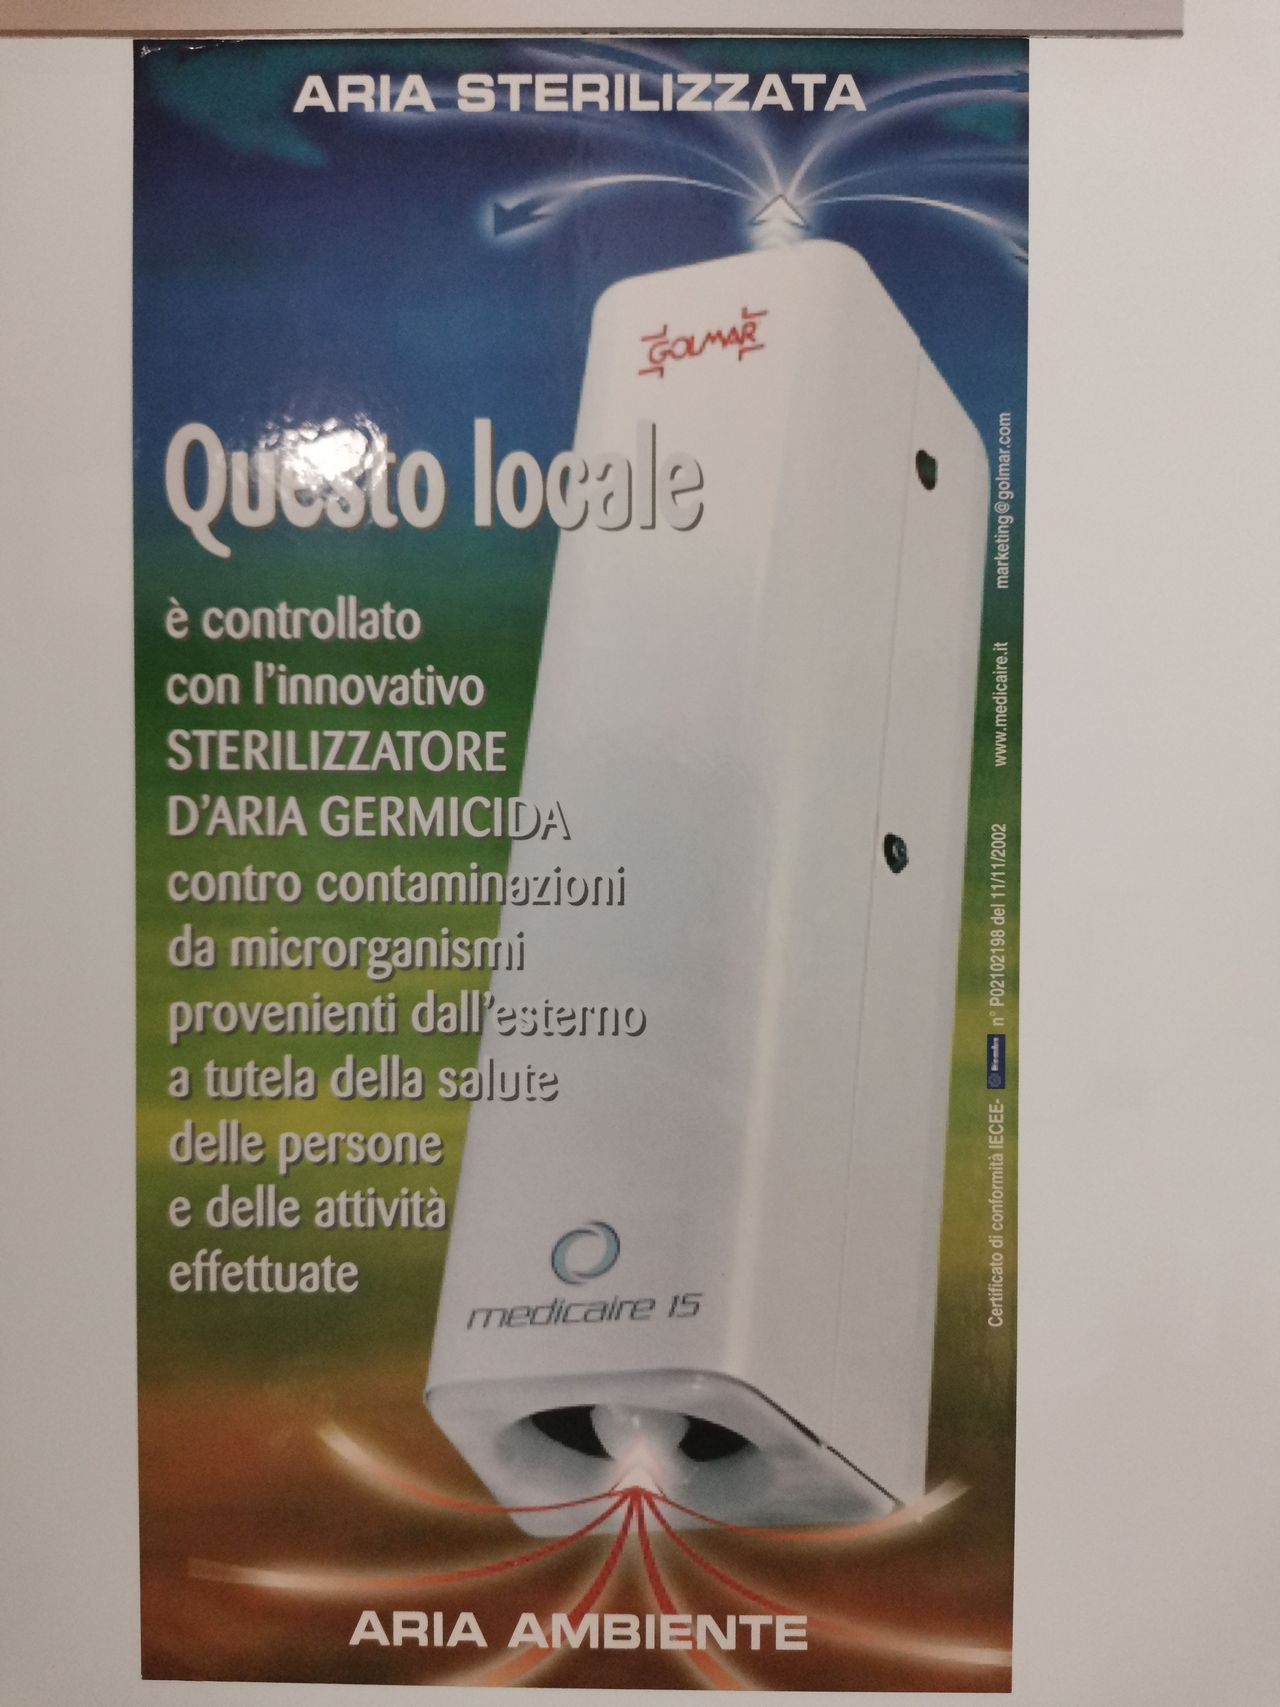 ARIA STERILIZZATA
GOLMAR
Questo locale
è controllato
con l'innovativo
STERILIZZATORE
D'ARIA GERMICIDA
contro contaminazioni
da microrganismi
provenienti dall'esterno
a tutela della salute
delle persone
e delle attività
effettuate
medicaire 15
ARIA AMBIENTE
Certificato di conformità IECEE- n° P02102198 del 11/11/2002 www.medicaire.it marketing@golmar.com